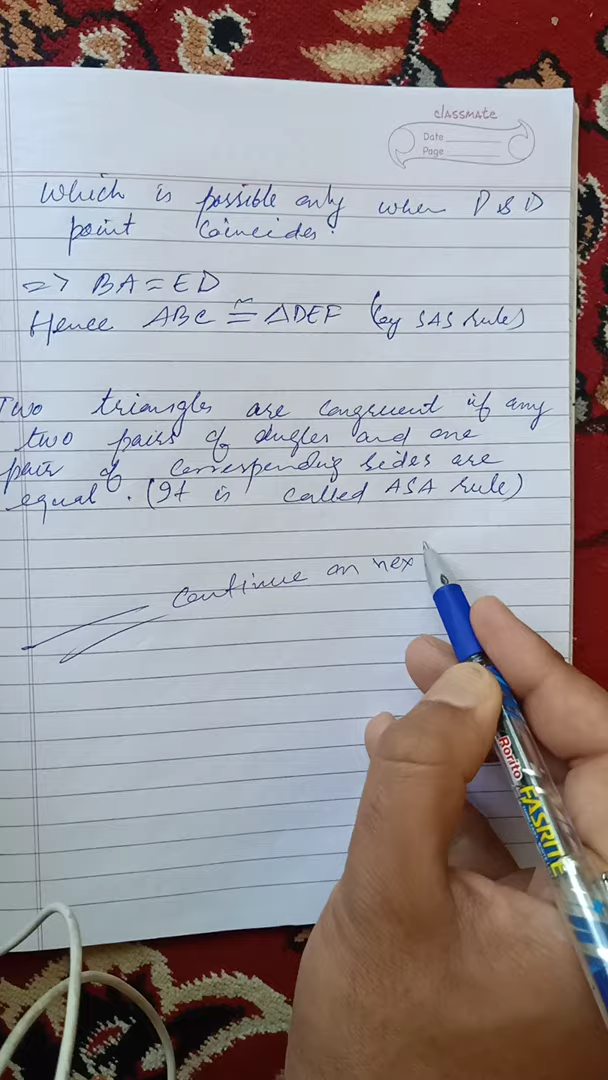 classmate
Date
Page
which is possible only when P & D
point coincides.
=> BA = ED
Hence ABC ≅ ΔDEF (by SAS rule)
Two triangles are congruent if any
two pairs of angles and one
pair of corresponding sides are
equal. (It is called ASA rule)
Continue on nex
Rorito
FASRITE